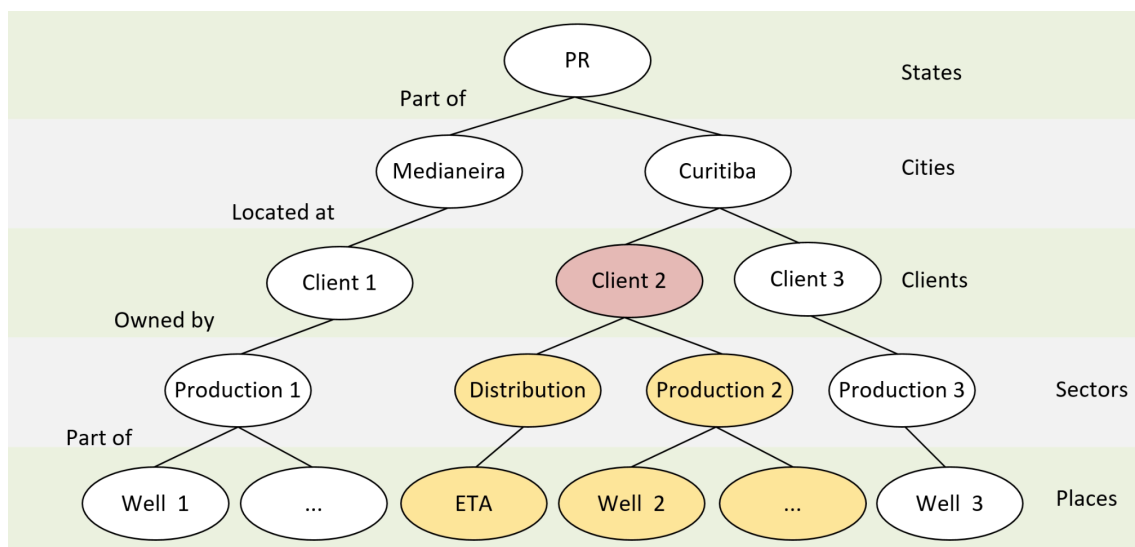 PR
States
Part of
Medianeira
Curitiba
Cities
Located at
Client 1
Client 2
Client 3
Clients
Owned by
Production 1
Distribution
Production 2
Production 3
Sectors
Part of
Well 1
...
ETA
Well 2
...
Well 3
Places